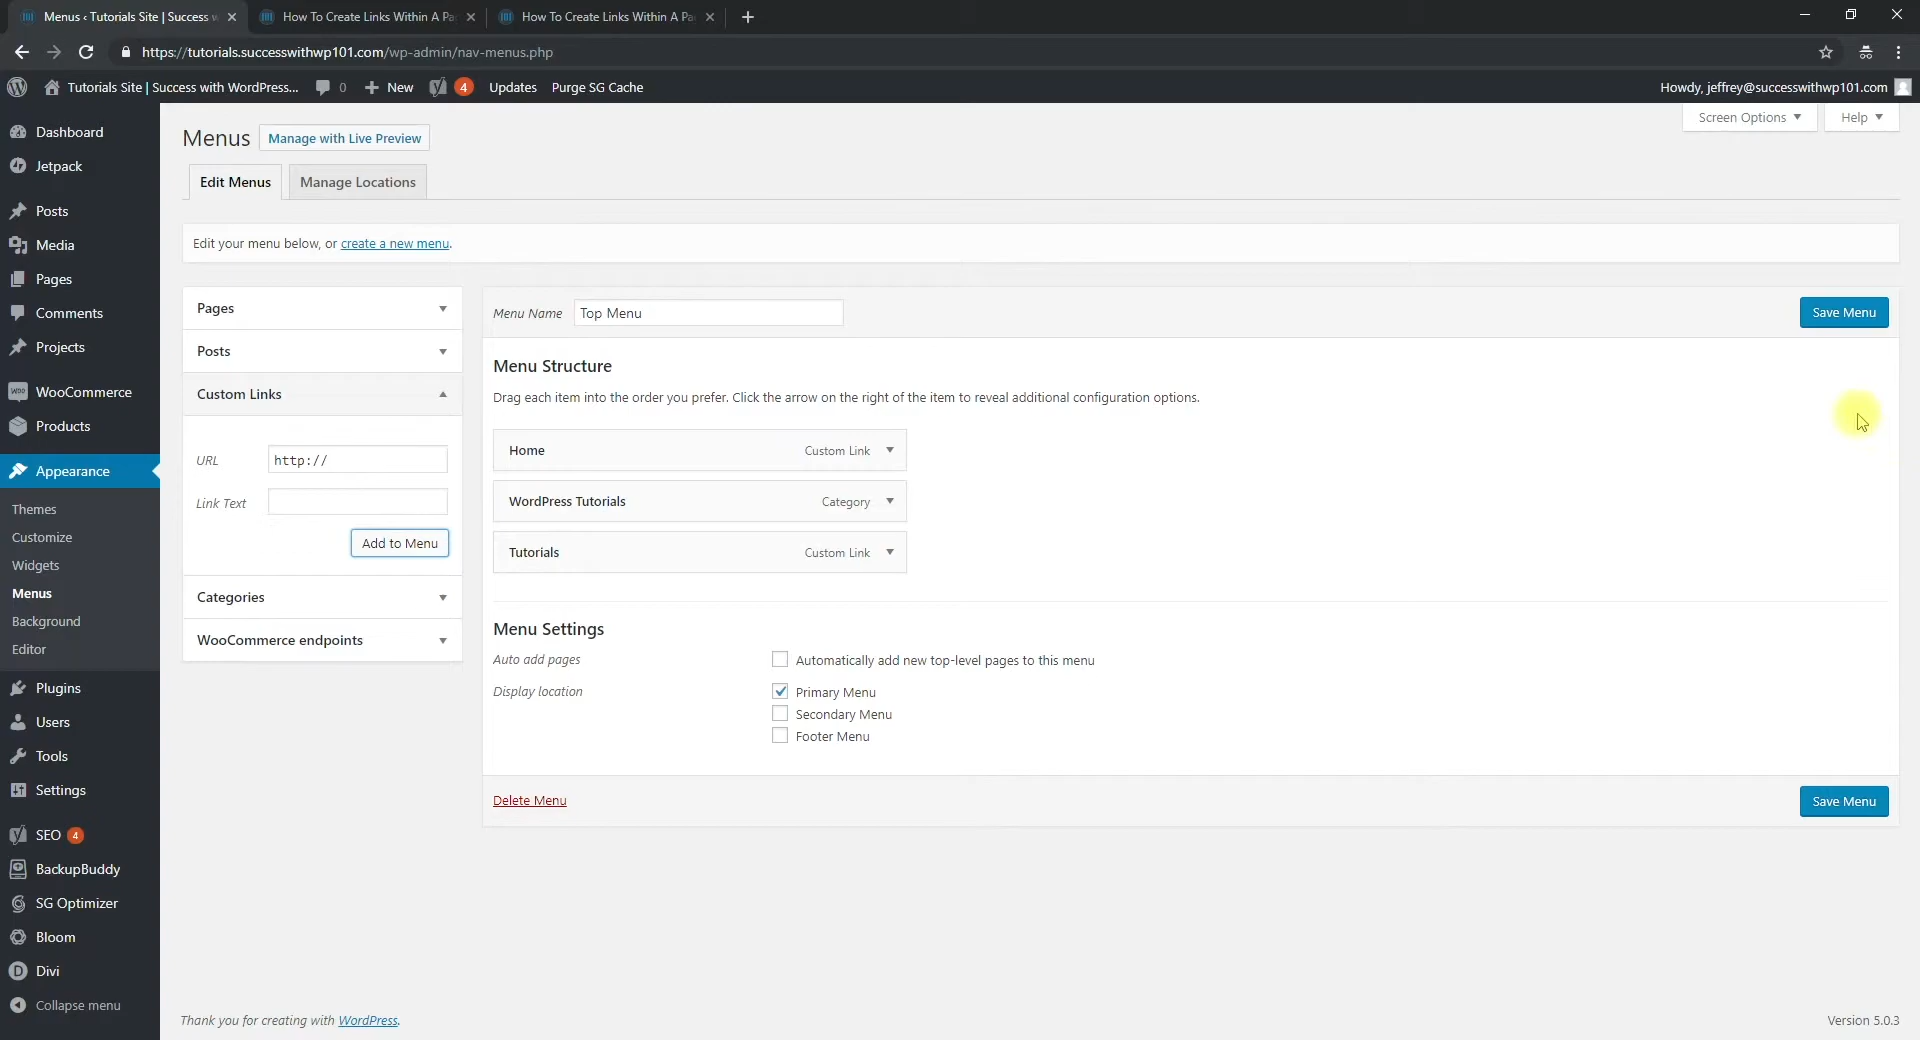 Menus ‹ Tutorials Site | Success w
How To Create Links Within A Pa
How To Create Links Within A Pa
https://tutorials.successwithwp101.com/wp-admin/nav-menus.php
Tutorials Site | Success with WordPress...
0
New
4
Updates
Purge SG Cache
Howdy, jeffrey@successwithwp101.com
Screen Options
Help
Menus
Manage with Live Preview
Edit Menus
Manage Locations
Edit your menu below, or create a new menu.
Dashboard
Jetpack
Posts
Media
Pages
Comments
Projects
WooCommerce
Products
Appearance
Themes
Customize
Widgets
Menus
Background
Editor
Plugins
Users
Tools
Settings
SEO 4
BackupBuddy
SG Optimizer
Bloom
Divi
Collapse menu
Pages
Posts
Custom Links
URL
http://
Link Text
Add to Menu
Categories
WooCommerce endpoints
Menu Name
Top Menu
Save Menu
Menu Structure
Drag each item into the order you prefer. Click the arrow on the right of the item to reveal additional configuration options.
Home
Custom Link
WordPress Tutorials
Category
Tutorials
Custom Link
Menu Settings
Auto add pages
Automatically add new top-level pages to this menu
Display location
Primary Menu
Secondary Menu
Footer Menu
Delete Menu
Save Menu
Thank you for creating with WordPress.
Version 5.0.3